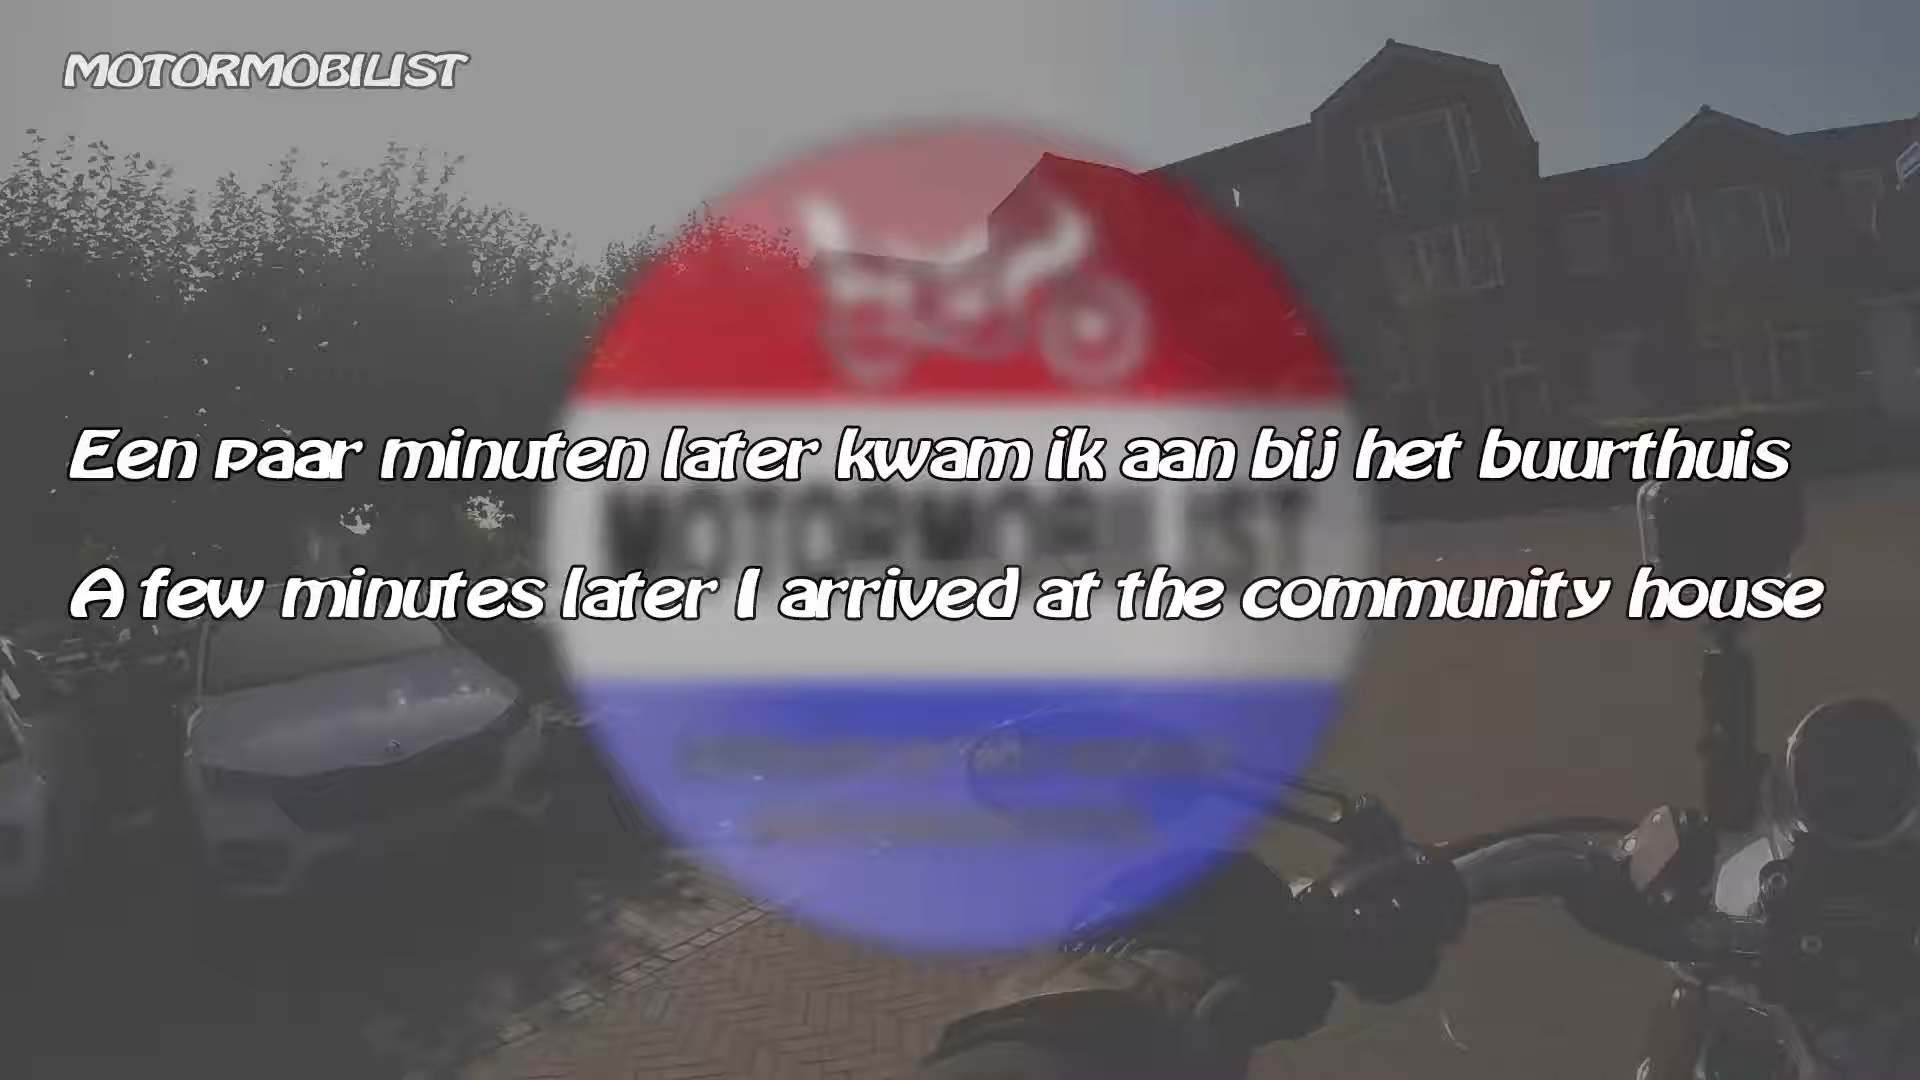 MOTORMOBILIST
Een paar minuten later kwam ik aan bij het buurthuis
MOTORMOBILIST
A few minutes later I arrived at the community house